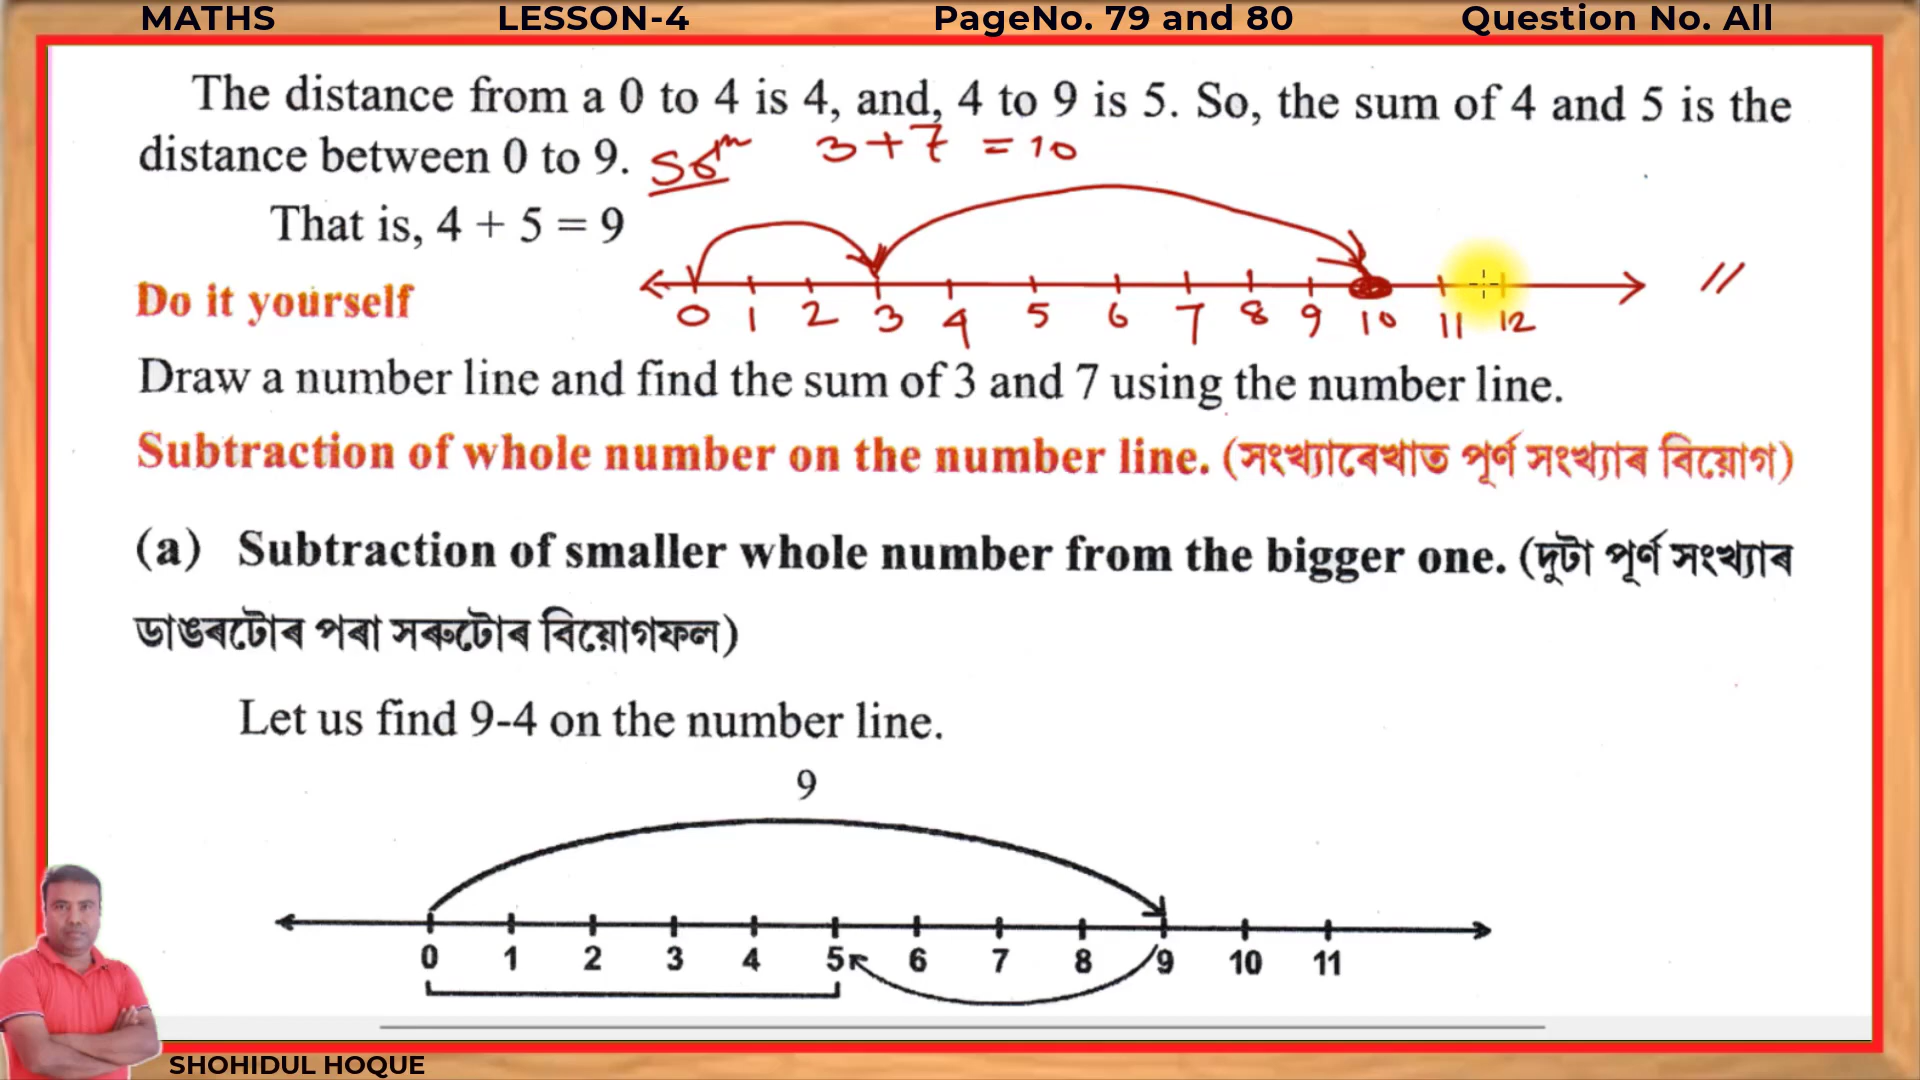 MATHS LESSON-4 PageNo. 79 and 80 Question No. All
The distance from a 0 to 4 is 4, and, 4 to 9 is 5. So, the sum of 4 and 5 is the
distance between 0 to 9.
3+7 = 10
That is, 4 + 5 = 9
Do it yourself
0 1 2 3 4 5 6 7 8 9 10 11 12
Draw a number line and find the sum of 3 and 7 using the number line.
Subtraction of whole number on the number line. (সংখ্যাৰেখাত পূৰ্ণ সংখ্যাৰ বিয়োগ)
(a) Subtraction of smaller whole number from the bigger one. (দুটা পূৰ্ণ সংখ্যাৰ
ডাঙৰটোৰ পৰা সৰুটোৰ বিয়োগফল)
Let us find 9-4 on the number line.
9
0 1 2 3 4 5 6 7 8 9 10 11
SHOHIDUL HOQUE